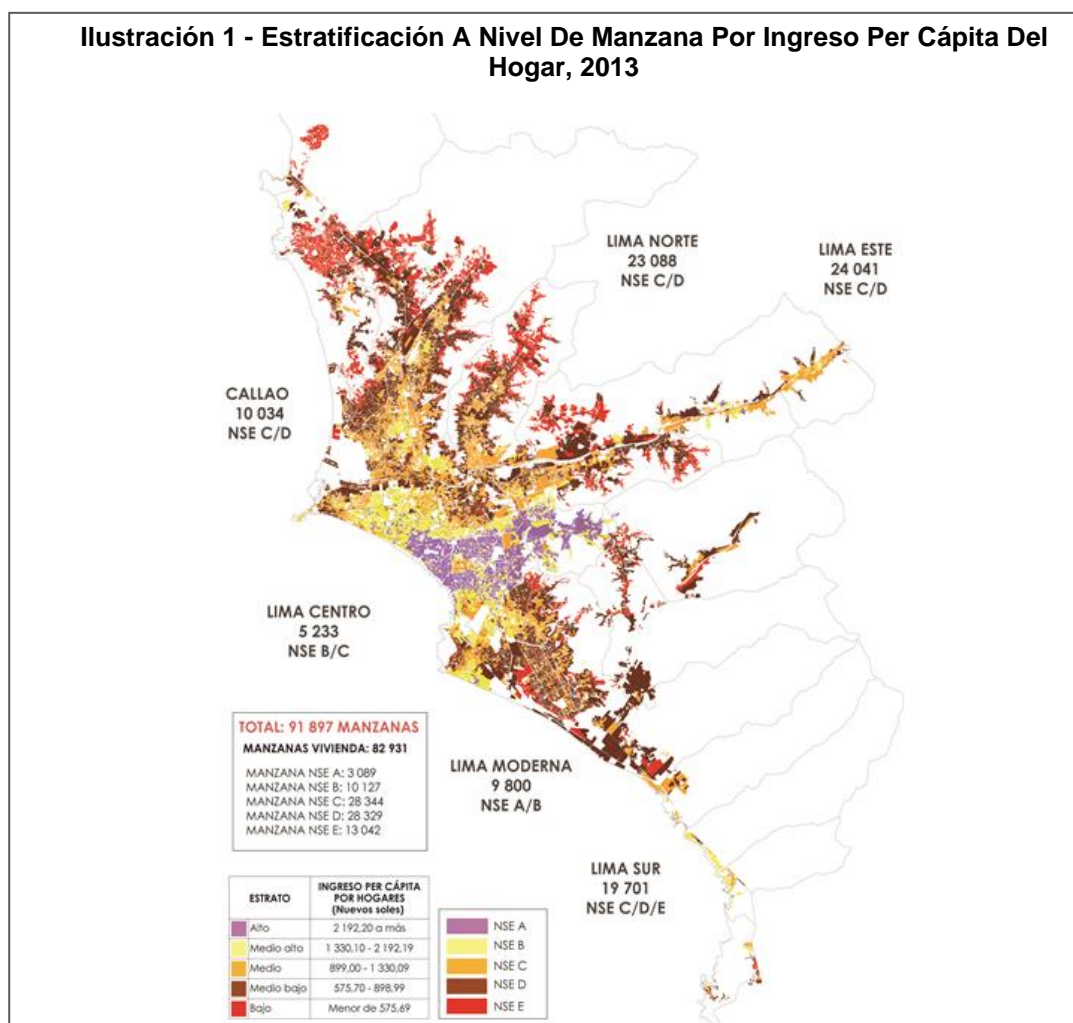 Ilustración 1 - Estratificación A Nivel De Manzana Por Ingreso Per Cápita Del
Hogar, 2013
LIMA NORTE
23 088
NSE C/D
LIMA ESTE
24 041
NSE C/D
CALLAO
10 034
NSE C/D
LIMA CENTRO
5 233
NSE B/C
TOTAL: 91 897 MANZANAS
MANZANAS VIVIENDA: 82 931
MANZANA NSE A: 3 089
MANZANA NSE B: 10 127
MANZANA NSE C: 28 344
MANZANA NSE D: 28 329
MANZANA NSE E: 13 042
LIMA MODERNA
9 800
NSE A/B
LIMA SUR
19 701
NSE C/D/E
ESTRATO
INGRESO PER CÁPITA
POR HOGARES
(Nuevos soles)
Alto 2 192,20 a más
Medio alto 1 330,10 - 2 192,19
Medio 899,00 - 1 330,09
Medio bajo 575,70 - 898,99
Bajo Menor de 575,69
NSE A
NSE B
NSE C
NSE D
NSE E